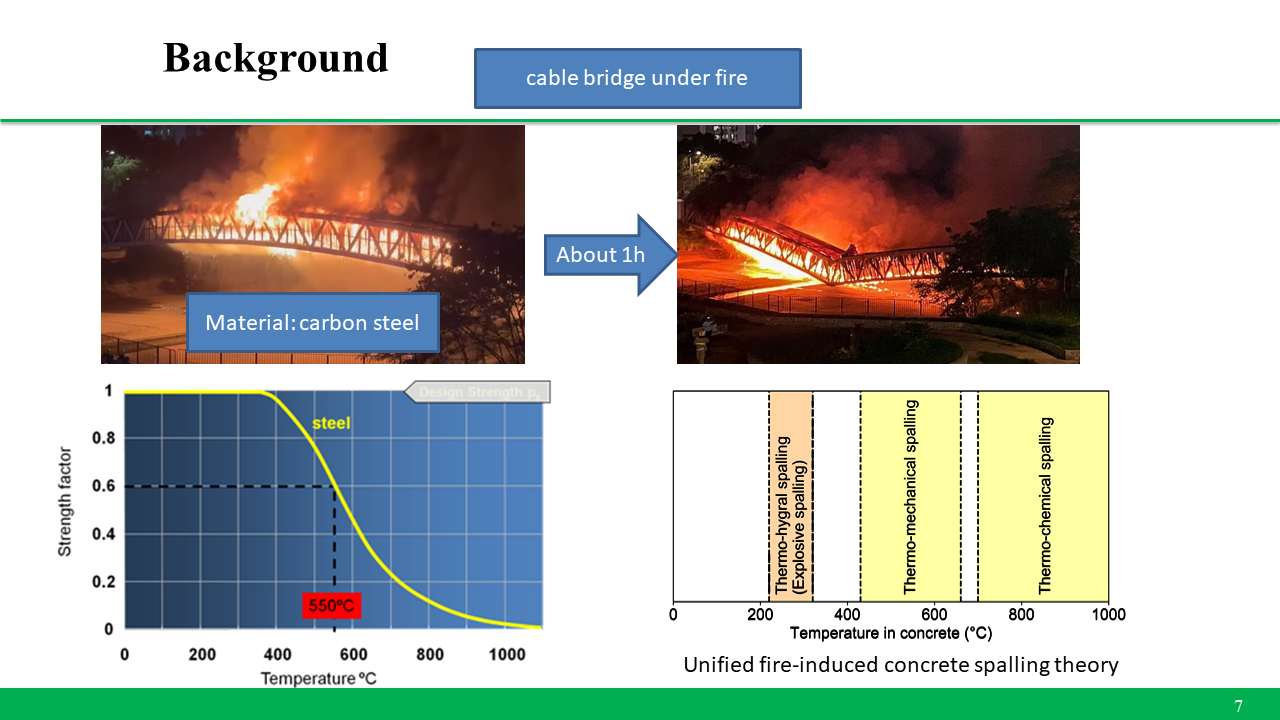 Background
cable bridge under fire
About 1h
Material: carbon steel
Design Strength p
steel
1
0.8
0.6
0.4
0.2
0
Strength factor
550ºC
0 200 400 600 800 1000
Temperature ºC
Thermo-hygral spalling
(Explosive spalling)
Thermo-mechanical spalling
Thermo-chemical spalling
0 200 400 600 800 1000
Temperature in concrete (°C)
Unified fire-induced concrete spalling theory
7